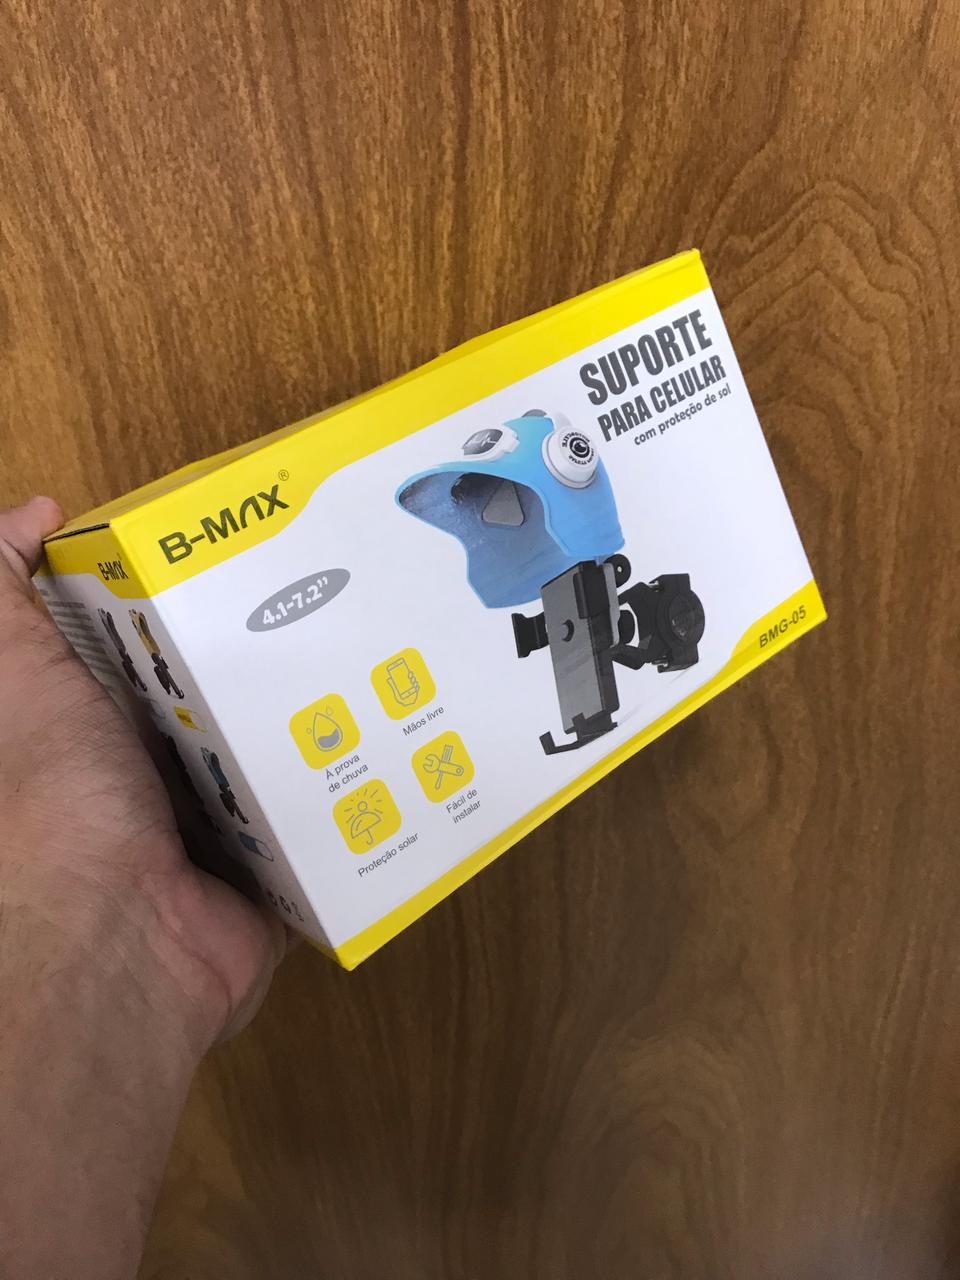 SUPORTE
PARA CELULAR
com proteção de sol
B-MAX®
B-MAX
4.1-7.2"
Mãos livre
À prova
de chuva
Fácil de
instalar
Proteção solar
BMG-05